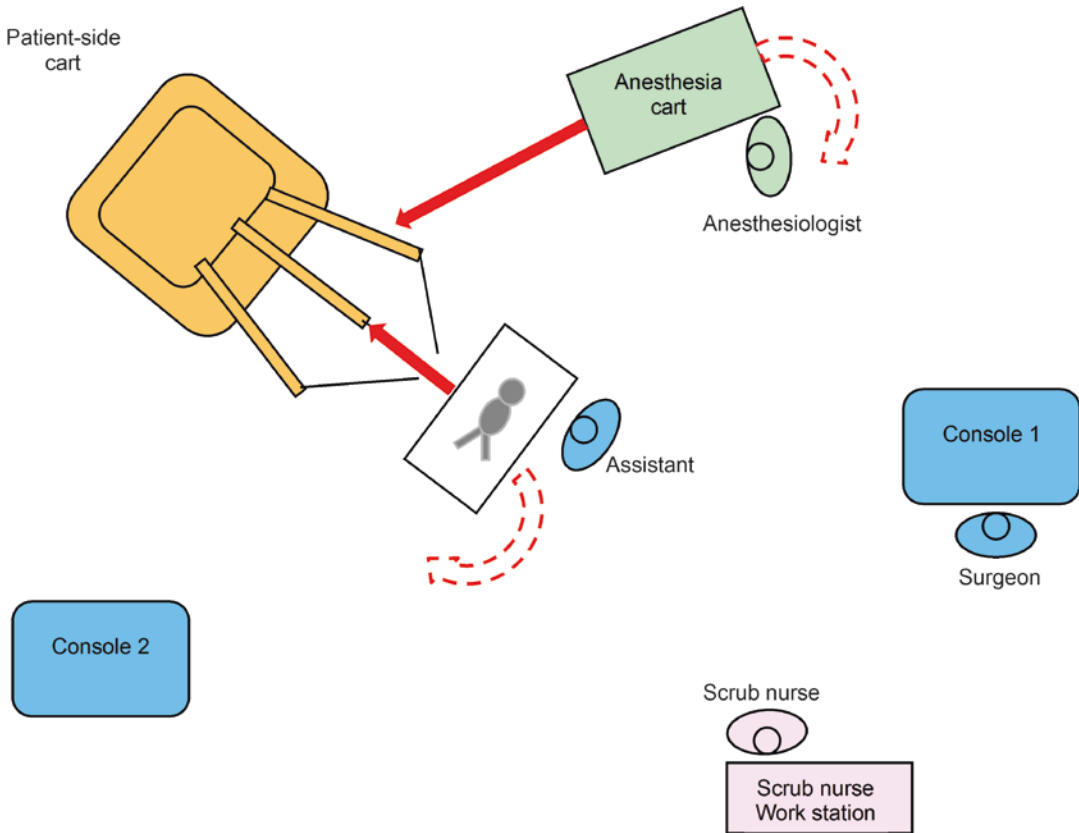 Patient-side
cart
Anesthesia
cart
Anesthesiologist
Assistant
Console 1
Surgeon
Console 2
Scrub nurse
Scrub nurse
Work station